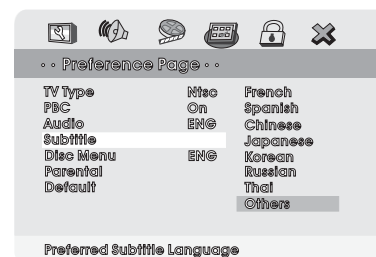 ·· Preference Page ··
TV Type Ntsc French
PBC On Spanish
Audio ENG Chinese
Subtitle Japanese
Disc Menu ENG Korean
Parental Russian
Default Thai
Others
Preferred Subtitle Language